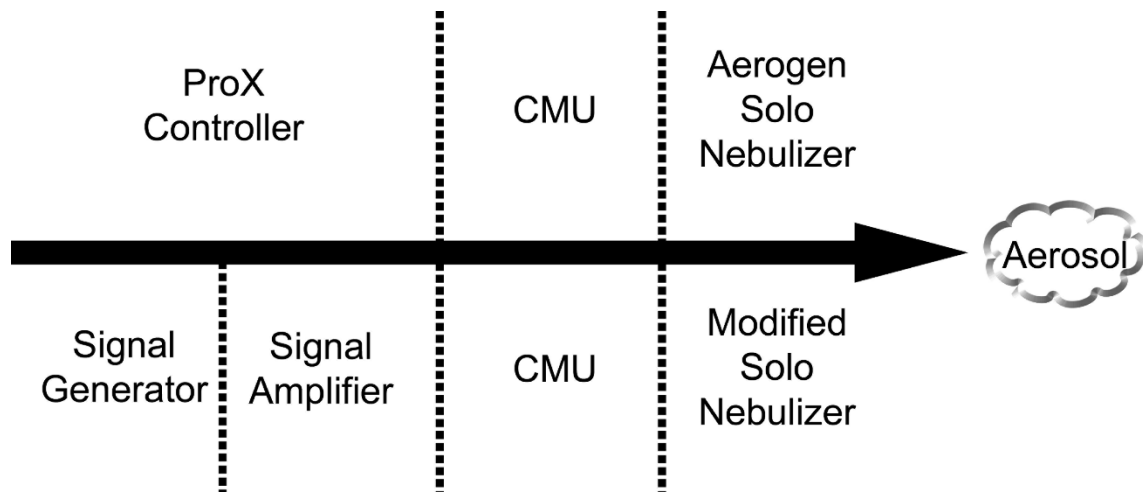 ProX
Controller
CMU
Aerogen
Solo
Nebulizer
Aerosol
Signal
Generator
Signal
Amplifier
CMU
Modified
Solo
Nebulizer